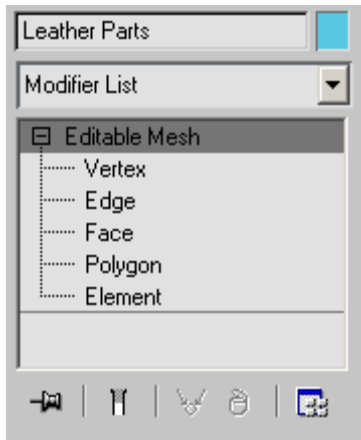 Leather Parts
Modifier List
Editable Mesh
Vertex
Edge
Face
Polygon
Element